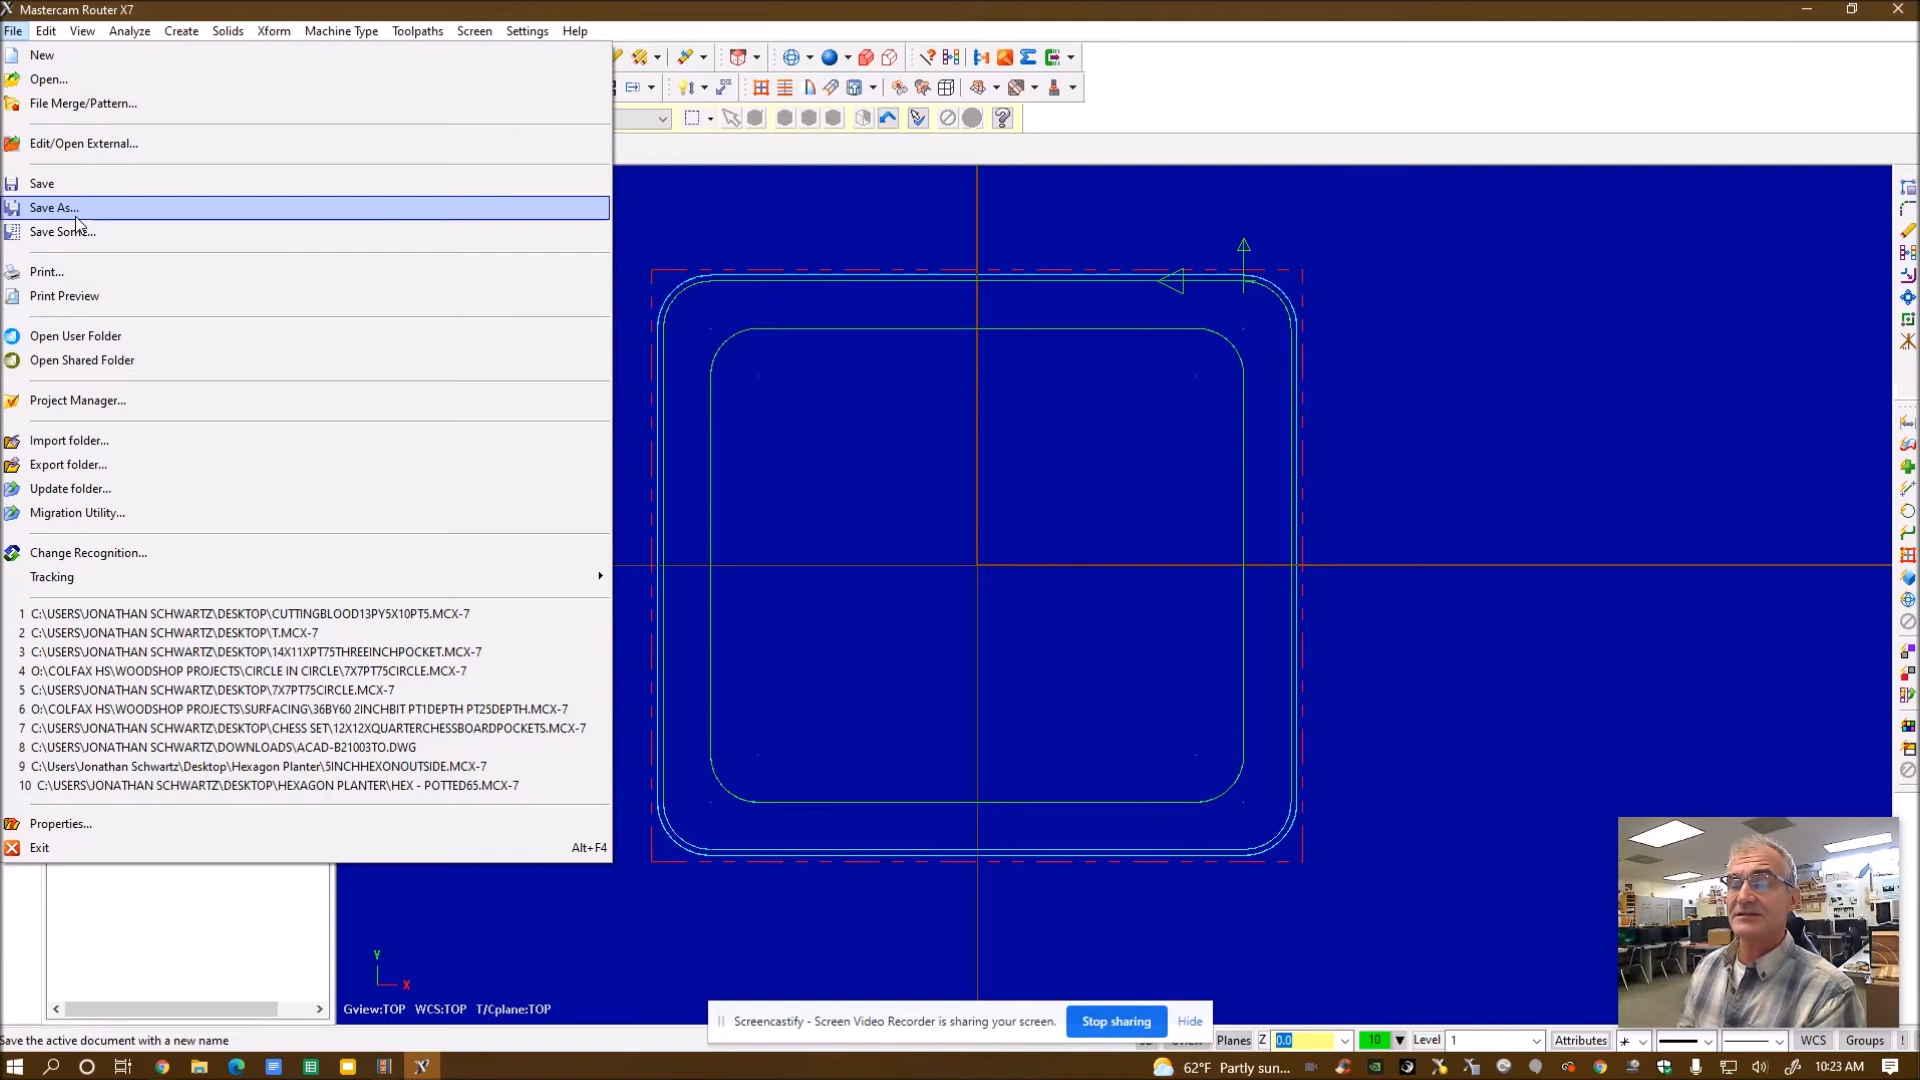 Mastercam Router X7
File Edit View Analyze Create Solids Xform Machine Type Toolpaths Screen Settings Help
New
Open...
File Merge/Pattern...
Edit/Open External...
Save
Save As...
Save Some...
Print...
Print Preview
Open User Folder
Open Shared Folder
Project Manager...
Import folder...
Export folder...
Update folder...
Migration Utility...
Change Recognition...
Tracking
1 C:\USERS\JONATHAN SCHWARTZ\DESKTOP\CUTTINGBLOOD13PY5X10PT5.MCX-7
2 C:\USERS\JONATHAN SCHWARTZ\DESKTOP\T.MCX-7
3 C:\USERS\JONATHAN SCHWARTZ\DESKTOP\14X11XPT75THREEINCHPOCKET.MCX-7
4 O:\COLFAX HS\WOODSHOP PROJECTS\CIRCLE IN CIRCLE\7X7PT75CIRCLE.MCX-7
5 C:\USERS\JONATHAN SCHWARTZ\DESKTOP\7X7PT75CIRCLE.MCX-7
6 O:\COLFAX HS\WOODSHOP PROJECTS\SURFACING\36BY60 2INCHBIT PT1DEPTH PT25DEPTH.MCX-7
7 C:\USERS\JONATHAN SCHWARTZ\DESKTOP\CHESS SET\12X12XQUARTERCHESSBOARDPOCKETS.MCX-7
8 C:\USERS\JONATHAN SCHWARTZ\DOWNLOADS\ACAD-B21003TO.DWG
9 C:\Users\Jonathan Schwartz\Desktop\Hexagon Planter\5INCHHEXONOUTSIDE.MCX-7
10 C:\USERS\JONATHAN SCHWARTZ\DESKTOP\HEXAGON PLANTER\HEX - POTTED65.MCX-7
Properties...
Exit Alt+F4
Y
X
Gview:TOP WCS:TOP T/Cplane:TOP
Screencastify - Screen Video Recorder is sharing your screen. Stop sharing Hide
Save the active document with a new name
Planes Z 0.0 10 Level 1 Attributes WCS Groups
62°F Partly sun... 10:23 AM